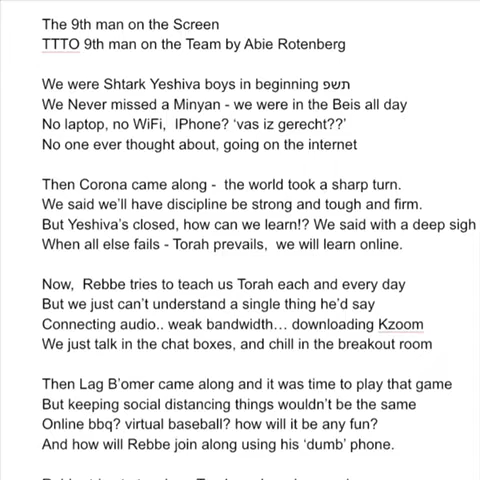 The 9th man on the Screen
TTTO 9th man on the Team by Abie Rotenberg
We were Shtark Yeshiva boys in beginning תשפ
We Never missed a Minyan - we were in the Beis all day
No laptop, no WiFi,  IPhone? ‘vas iz gerecht??’
No one ever thought about, going on the internet
Then Corona came along -  the world took a sharp turn.
We said we’ll have discipline be strong and tough and firm.
But Yeshiva’s closed, how can we learn!? We said with a deep sigh
When all else fails - Torah prevails,  we will learn online.
Now,  Rebbe tries to teach us Torah each and every day
But we just can’t understand a single thing he’d say
Connecting audio.. weak bandwidth… downloading Kzoom
We just talk in the chat boxes, and chill in the breakout room
Then Lag B’omer came along and it was time to play that game
But keeping social distancing things wouldn’t be the same
Online bbq? virtual baseball? how will it be any fun?
And how will Rebbe join along using his ‘dumb’ phone.